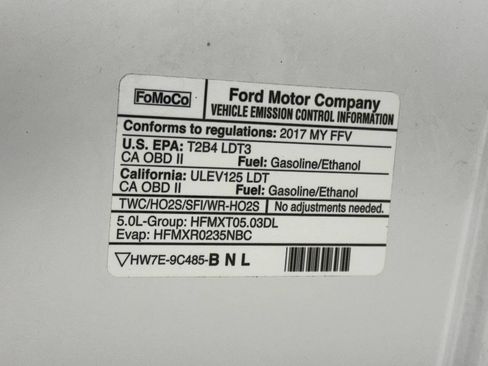 FoMoCo
Ford Motor Company
VEHICLE EMISSION CONTROL INFORMATION
Conforms to regulations: 2017 MY FFV
U.S. EPA: T2B4 LDT3
CA OBD II Fuel: Gasoline/Ethanol
California: ULEV125 LDT
CA OBD II Fuel: Gasoline/Ethanol
TWC/HO2S/SFI/WR-HO2S No adjustments needed.
5.0L-Group: HFMXT05.03DL
Evap: HFMXR0235NBC
HW7E-9C485-BNL